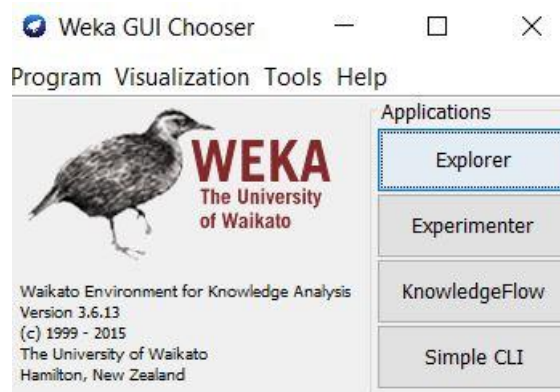 Weka GUI Chooser
Program Visualization Tools Help
WEKA
The University
of Waikato
Waikato Environment for Knowledge Analysis
Version 3.6.13
(c) 1999 - 2015
The University of Waikato
Hamilton, New Zealand
Applications
Explorer
Experimenter
KnowledgeFlow
Simple CLI